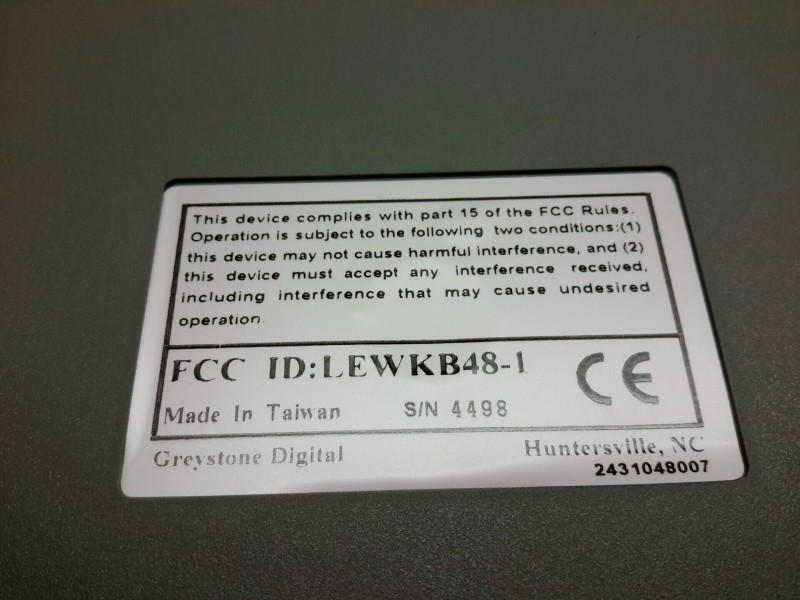 This device complies with part 15 of the FCC Rules.
Operation is subject to the following two conditions:(1)
this device may not cause harmful interference, and (2)
this device must accept any interference received,
including interference that may cause undesired
operation.
FCC ID:LEWKB48-1
CE
Made In Taiwan S/N 4498
Greystone Digital Huntersville, NC
2431048007